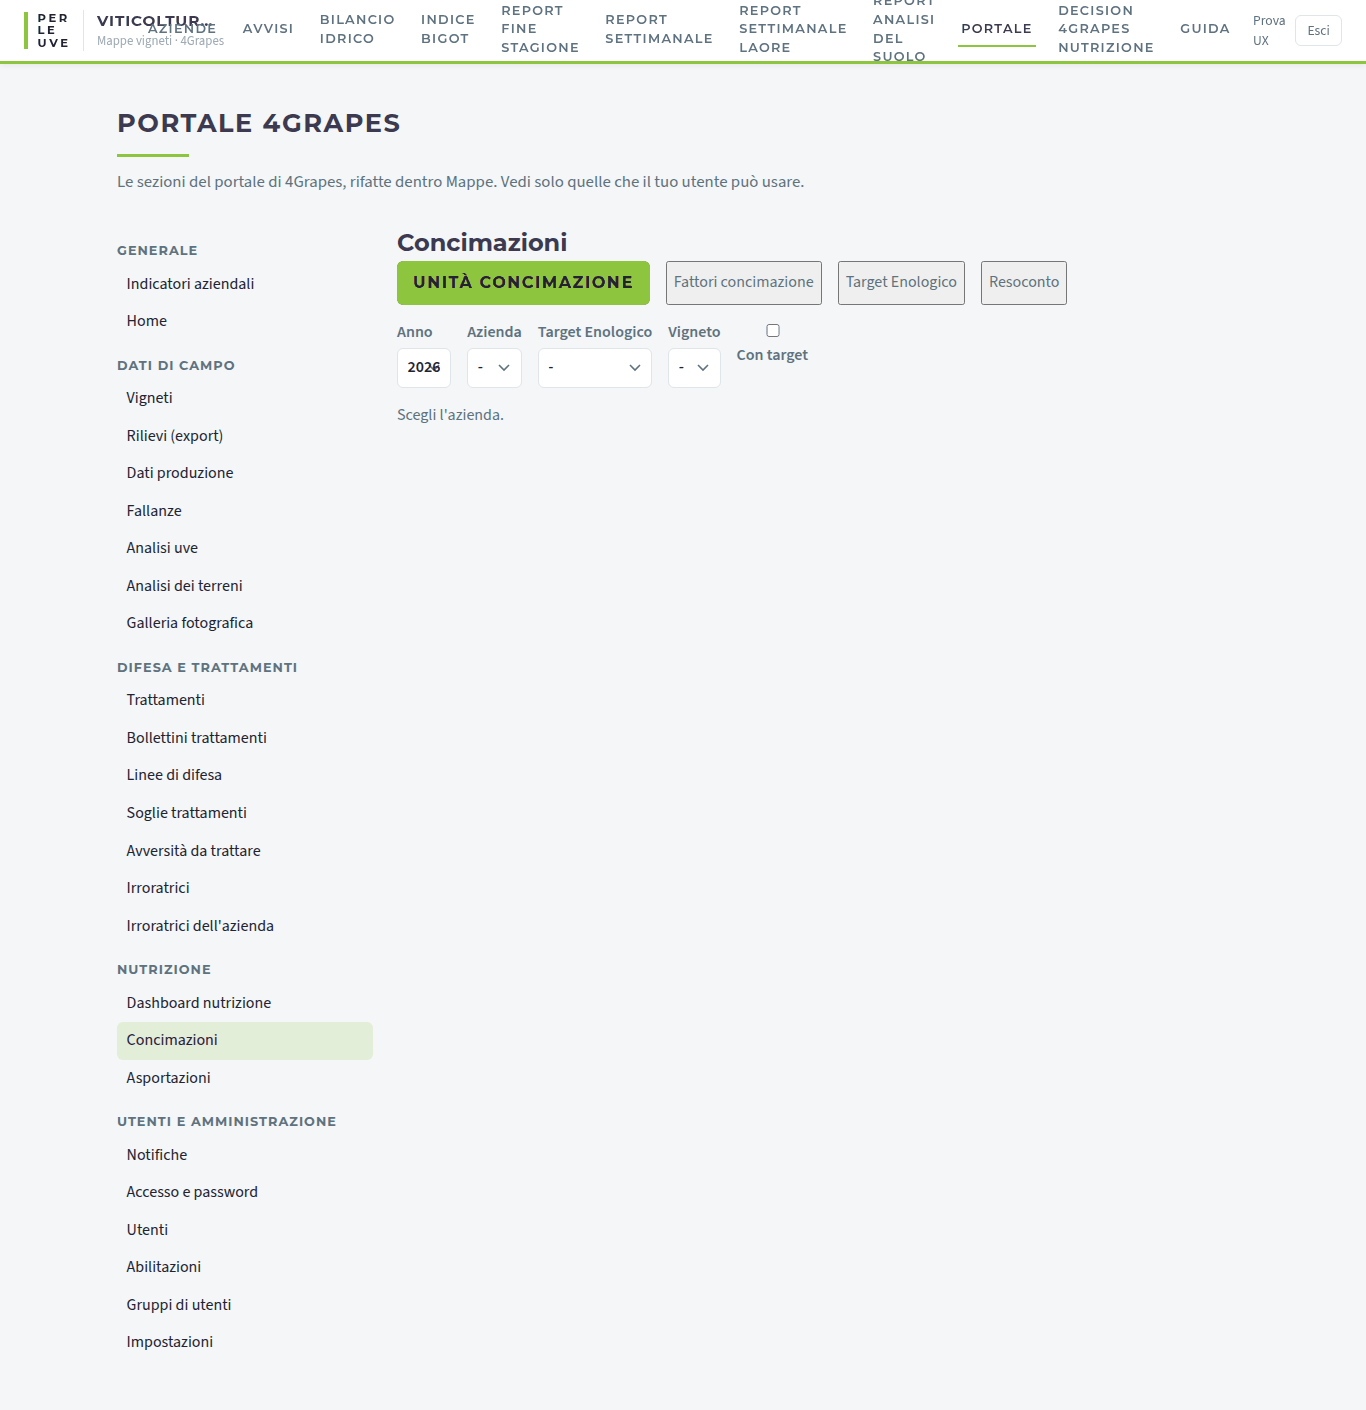 PER
LE
UVE
VITICOLTUR...
Mappe vigneti · 4Grapes
AZIENDE
AVVISI
BILANCIO
IDRICO
INDICE
BIGOT
REPORT
FINE
STAGIONE
REPORT
SETTIMANALE
REPORT
SETTIMANALE
LAORE
REPORT
ANALISI
DEL
SUOLO
PORTALE
DECISION
4GRAPES
NUTRIZIONE
GUIDA
Prova
UX
Esci
PORTALE 4GRAPES
Le sezioni del portale di 4Grapes, rifatte dentro Mappe. Vedi solo quelle che il tuo utente può usare.
GENERALE
Indicatori aziendali
Home
DATI DI CAMPO
Vigneti
Rilievi (export)
Dati produzione
Fallanze
Analisi uve
Analisi dei terreni
Galleria fotografica
DIFESA E TRATTAMENTI
Trattamenti
Bollettini trattamenti
Linee di difesa
Soglie trattamenti
Avversità da trattare
Irroratrici
Irroratrici dell'azienda
NUTRIZIONE
Dashboard nutrizione
Concimazioni
Asportazioni
UTENTI E AMMINISTRAZIONE
Notifiche
Accesso e password
Utenti
Abilitazioni
Gruppi di utenti
Impostazioni
Concimazioni
UNITÀ CONCIMAZIONE
Fattori concimazione
Target Enologico
Resoconto
Anno
Azienda
Target Enologico
Vigneto
Con target
2026
-
-
-
Scegli l'azienda.